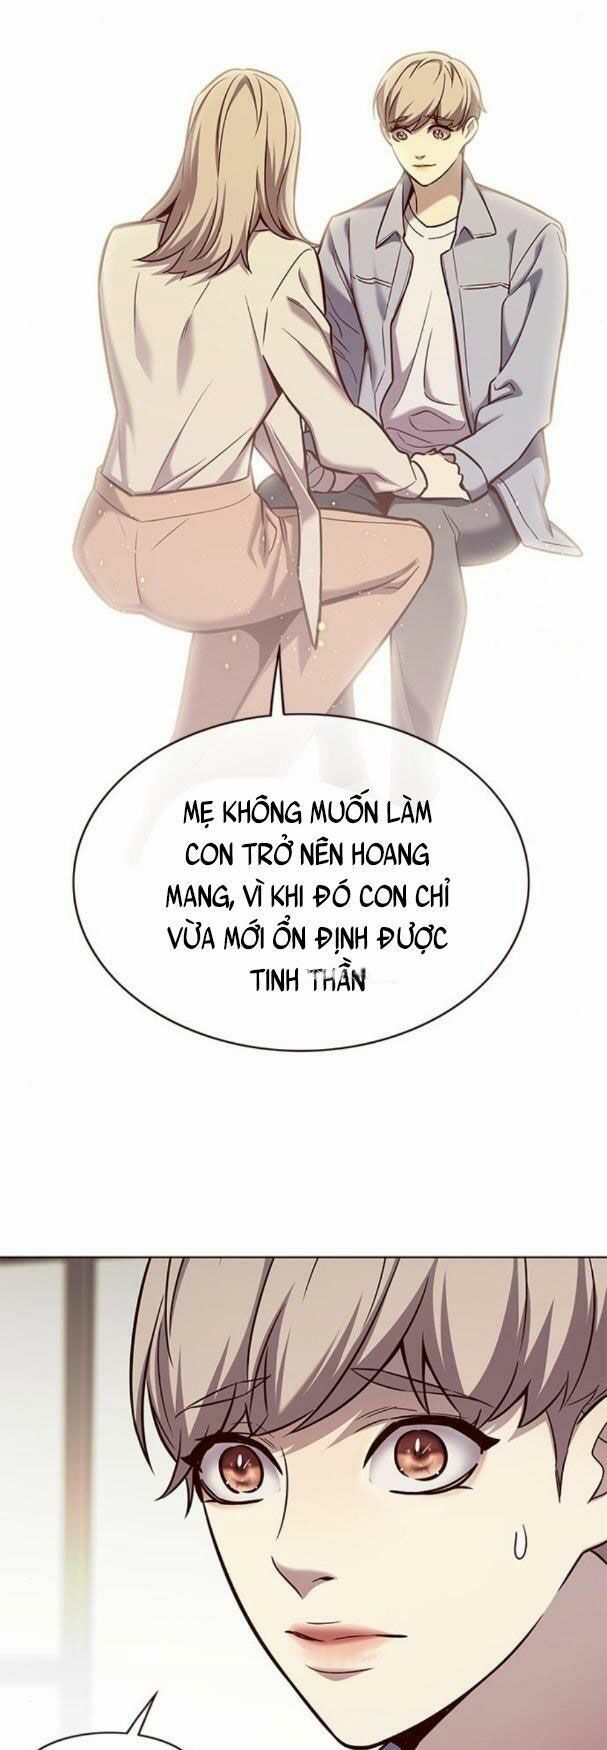 MẸ KHÔNG MUỐN LÀM
CON TRỞ NÊN HOANG
MANG, VÌ KHI ĐÓ CON CHỈ
VỪA MỚI ỔN ĐỊNH ĐƯỢC
TINH THẦN